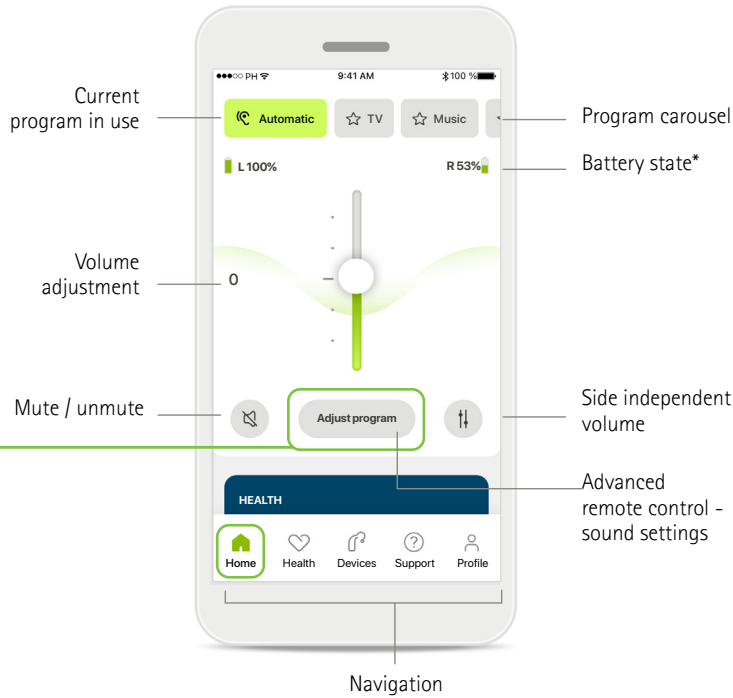 ●●●○○ PH 9:41 AM 100 %
Current
program in use
Automatic TV Music
Program carousel
L 100% R 53%
Battery state*
Volume
adjustment
0
Mute / unmute
Adjust program
Side independent
volume
Advanced
remote control -
sound settings
HEALTH
Home Health Devices Support Profile
Navigation